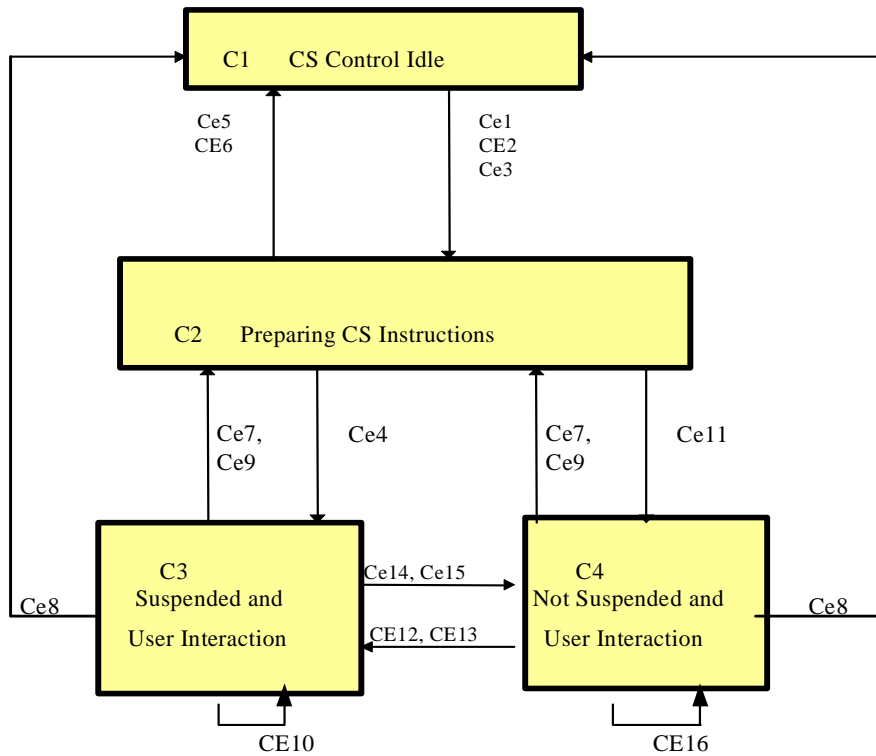 C1 CS Control Idle
Ce5
CE6
Ce1
CE2
Ce3
C2 Preparing CS Instructions
Ce7,
Ce9
Ce4
Ce7,
Ce9
Ce11
C3
Suspended and
User Interaction
Ce14, Ce15
CE12, CE13
C4
Not Suspended and
User Interaction
Ce8
Ce8
CE10
CE16